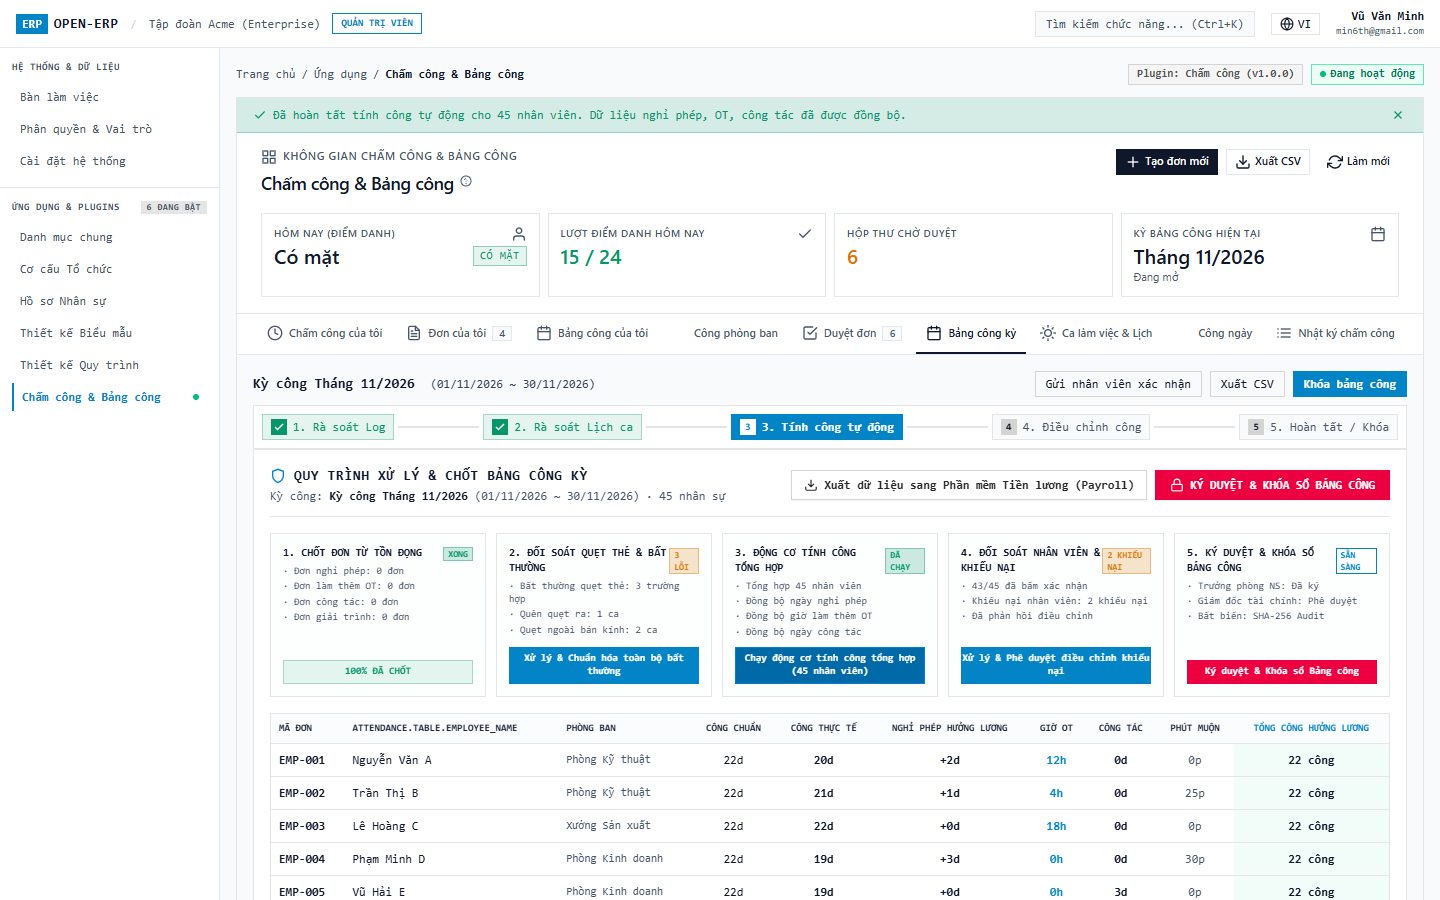 ERP OPEN-ERP / Tập đoàn Acme (Enterprise) QUẢN TRỊ VIÊN
Tìm kiếm chức năng... (Ctrl+K)
VI
Vũ Văn Minh
min6th@gmail.com
HỆ THỐNG & DỮ LIỆU
Bàn làm việc
Phân quyền & Vai trò
Cài đặt hệ thống
ỨNG DỤNG & PLUGINS 6 ĐANG BẬT
Danh mục chung
Cơ cấu Tổ chức
Hồ sơ Nhân sự
Thiết kế Biểu mẫu
Thiết kế Quy trình
Chấm công & Bảng công
Trang chủ / Ứng dụng / Chấm công & Bảng công
Plugin: Chấm công (v1.0.0)
Đang hoạt động
Đã hoàn tất tính công tự động cho 45 nhân viên. Dữ liệu nghỉ phép, OT, công tác đã được đồng bộ.
KHÔNG GIAN CHẤM CÔNG & BẢNG CÔNG
Chấm công & Bảng công
Tạo đơn mới
Xuất CSV
Làm mới
HÔM NAY (ĐIỂM DANH)
Có mặt
CÓ MẶT
LƯỢT ĐIỂM DANH HÔM NAY
15 / 24
HỘP THƯ CHỜ DUYỆT
6
KỲ BẢNG CÔNG HIỆN TẠI
Tháng 11/2026
Đang mở
Chấm công của tôi
Đơn của tôi 4
Bảng công của tôi
Công phòng ban
Duyệt đơn 6
Bảng công kỳ
Ca làm việc & Lịch
Công ngày
Nhật ký chấm công
Kỳ công Tháng 11/2026 (01/11/2026 ~ 30/11/2026)
Gửi nhân viên xác nhận
Xuất CSV
Khóa bảng công
1. Rà soát Log
2. Rà soát Lịch ca
3 3. Tính công tự động
4 4. Điều chỉnh công
5 5. Hoàn tất / Khóa
QUY TRÌNH XỬ LÝ & CHỐT BẢNG CÔNG KỲ
Kỳ công: Kỳ công Tháng 11/2026 (01/11/2026 ~ 30/11/2026) · 45 nhân sự
Xuất dữ liệu sang Phần mềm Tiền lương (Payroll)
KÝ DUYỆT & KHÓA SỔ BẢNG CÔNG
1. CHỐT ĐƠN TỪ TỒN ĐỌNG
XONG
· Đơn nghỉ phép: 0 đơn
· Đơn làm thêm OT: 0 đơn
· Đơn công tác: 0 đơn
· Đơn giải trình: 0 đơn
100% ĐÃ CHỐT
2. ĐỐI SOÁT QUẸT THẺ & BẤT
THƯỜNG
3
LỖI
· Bất thường quẹt thẻ: 3 trường
hợp
· Quên quẹt ra: 1 ca
· Quẹt ngoài bán kính: 2 ca
Xử lý & Chuẩn hóa toàn bộ bất
thường
3. ĐỘNG CƠ TÍNH CÔNG
TỔNG HỢP
ĐÃ
CHẠY
· Tổng hợp 45 nhân viên
· Đồng bộ ngày nghỉ phép
· Đồng bộ giờ làm thêm OT
· Đồng bộ ngày công tác
Chạy động cơ tính công tổng hợp
(45 nhân viên)
4. ĐỐI SOÁT NHÂN VIÊN &
KHIẾU NẠI
2 KHIẾU
NẠI
· 43/45 đã bấm xác nhận
· Khiếu nại nhân viên: 2 khiếu nại
· Đã phản hồi điều chỉnh
Xử lý & Phê duyệt điều chỉnh khiếu
nại
5. KÝ DUYỆT & KHÓA SỔ
BẢNG CÔNG
SẴN
SÀNG
· Trưởng phòng NS: Đã ký
· Giám đốc tài chính: Phê duyệt
· Bất biến: SHA-256 Audit
Ký duyệt & Khóa sổ Bảng công
MÃ ĐƠN ATTENDANCE.TABLE.EMPLOYEE_NAME PHÒNG BAN CÔNG CHUẨN CÔNG THỰC TẾ NGHỈ PHÉP HƯỞNG LƯƠNG GIỜ OT CÔNG TÁC PHÚT MUỘN TỔNG CÔNG HƯỞNG LƯƠNG
EMP-001 Nguyễn Văn A Phòng Kỹ thuật 22d 20d +2d 12h 0d 0p 22 công
EMP-002 Trần Thị B Phòng Kỹ thuật 22d 21d +1d 4h 0d 25p 22 công
EMP-003 Lê Hoàng C Xưởng Sản xuất 22d 22d +0d 18h 0d 0p 22 công
EMP-004 Phạm Minh D Phòng Kinh doanh 22d 19d +3d 0h 0d 30p 22 công
EMP-005 Vũ Hải E Phòng Kinh doanh 22d 19d +0d 0h 3d 0p 22 công